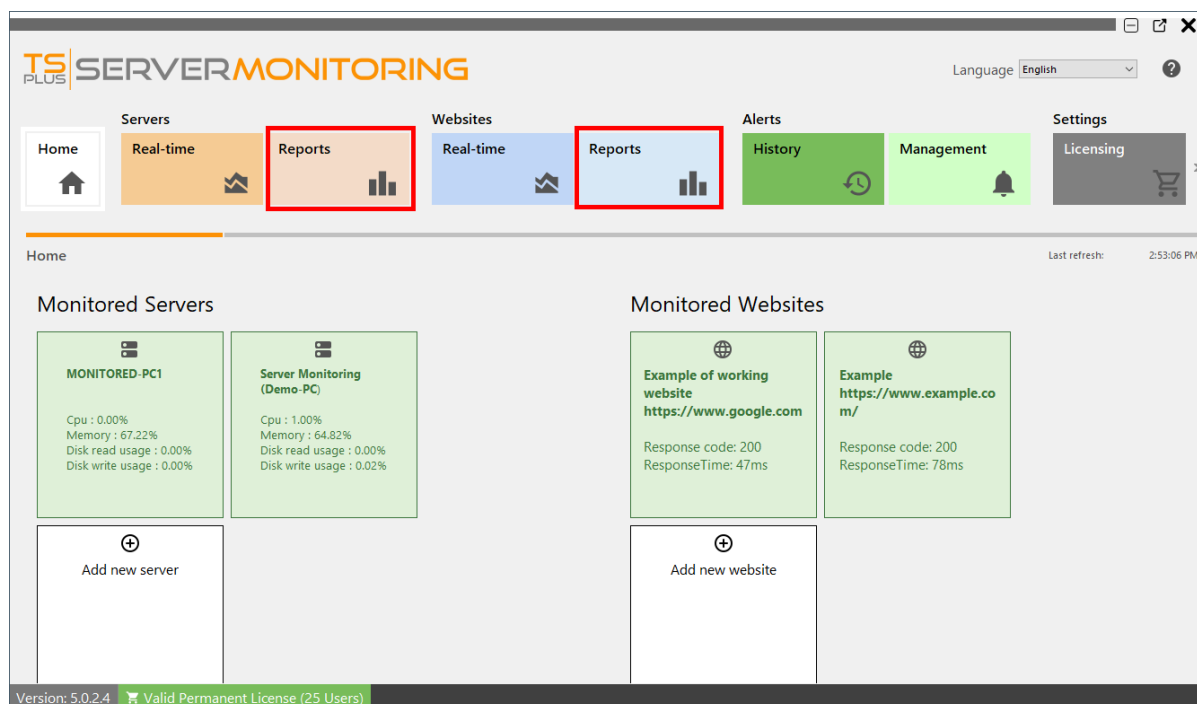 TS PLUS SERVERMONITORING
Language English
Servers
Websites
Alerts
Settings
Home
Real-time
Reports
Real-time
Reports
History
Management
Licensing
Home
Last refresh: 2:53:06 PM
Monitored Servers
MONITORED-PC1
Cpu : 0.00%
Memory : 67.22%
Disk read usage : 0.00%
Disk write usage : 0.00%
Server Monitoring
(Demo-PC)
Cpu : 1.00%
Memory : 64.82%
Disk read usage : 0.00%
Disk write usage : 0.02%
Add new server
Monitored Websites
Example of working
website
https://www.google.com
Response code: 200
ResponseTime: 47ms
Example
https://www.example.co
m/
Response code: 200
ResponseTime: 78ms
Add new website
Version: 5.0.2.4 Valid Permanent License (25 Users)